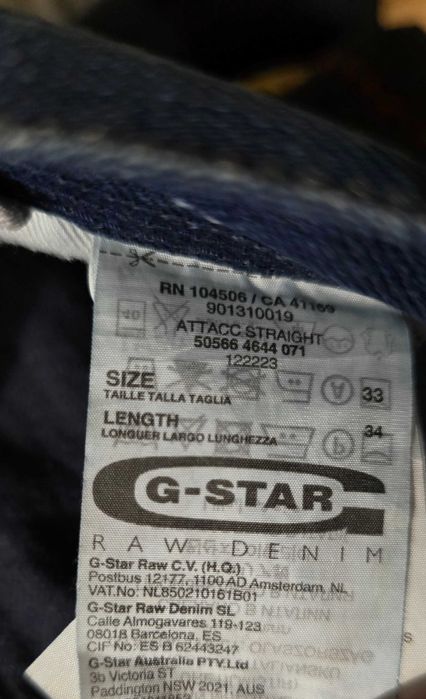 RN 104506 / CA 41169
901310019
ATTACC STRAIGHT
50566 4644 071
122223
SIZE 33
TAILLE TALLA TAGLIA
LENGTH 34
LONGUER LARGO LUNGHEZZA
G-STAR
RAW DENIM
G-Star Raw C.V. (H.Q.)
Postbus 12177, 1100 AD Amsterdam, NL
VAT.No: NL850210161B01
G-Star Raw Denim SL
Calle Almogavares 119-123
08018 Barcelona, ES
CIF No: ES B 62443247
G-Star Australia PTY.Ltd
3b Victoria ST
Paddington NSW 2021 AUS